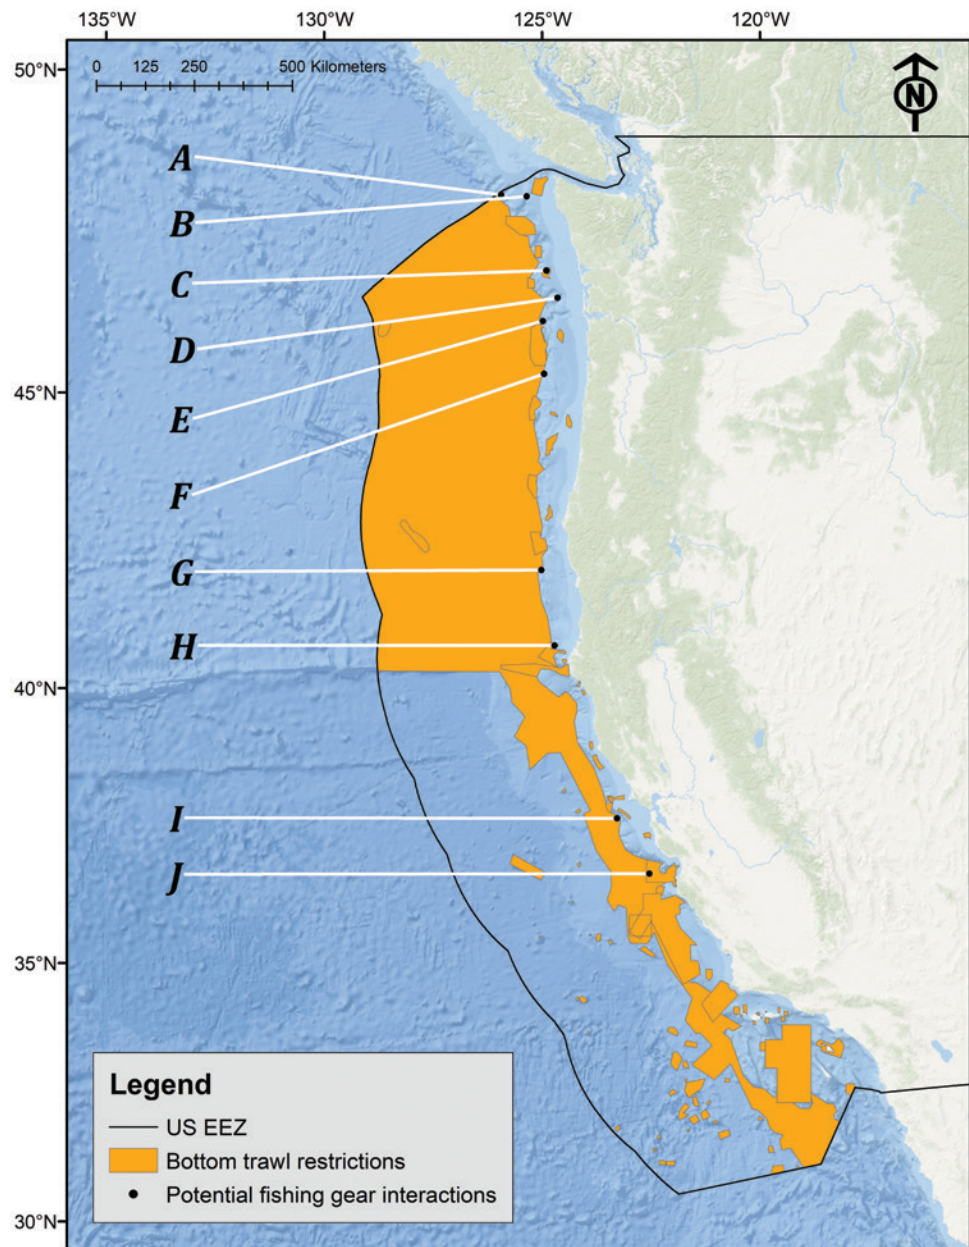 135°W 130°W 125°W 120°W
50°N
0 125 250 500 Kilometers
N
A
B
C
D
45°N
E
F
G
H
40°N
I
J
35°N
Legend
US EEZ
Bottom trawl restrictions
Potential fishing gear interactions
30°N